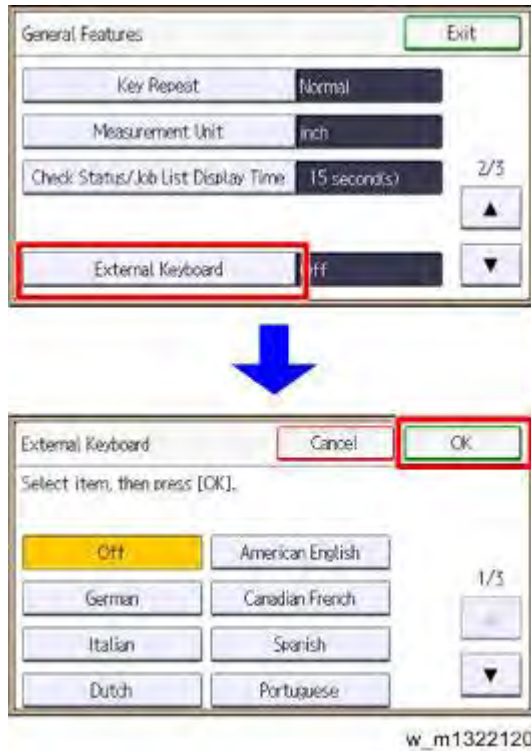 General Features Exit
Key Repeat Normal
Measurement Unit inch
Check Status/Job List Display Time 15 second(s)
2/3
▲
External Keyboard Off
▼
External Keyboard Cancel OK
Select item, then press [OK].
Off American English
1/3
German Canadian French
Italian Spanish
Dutch Portuguese
▼
w_m1322120